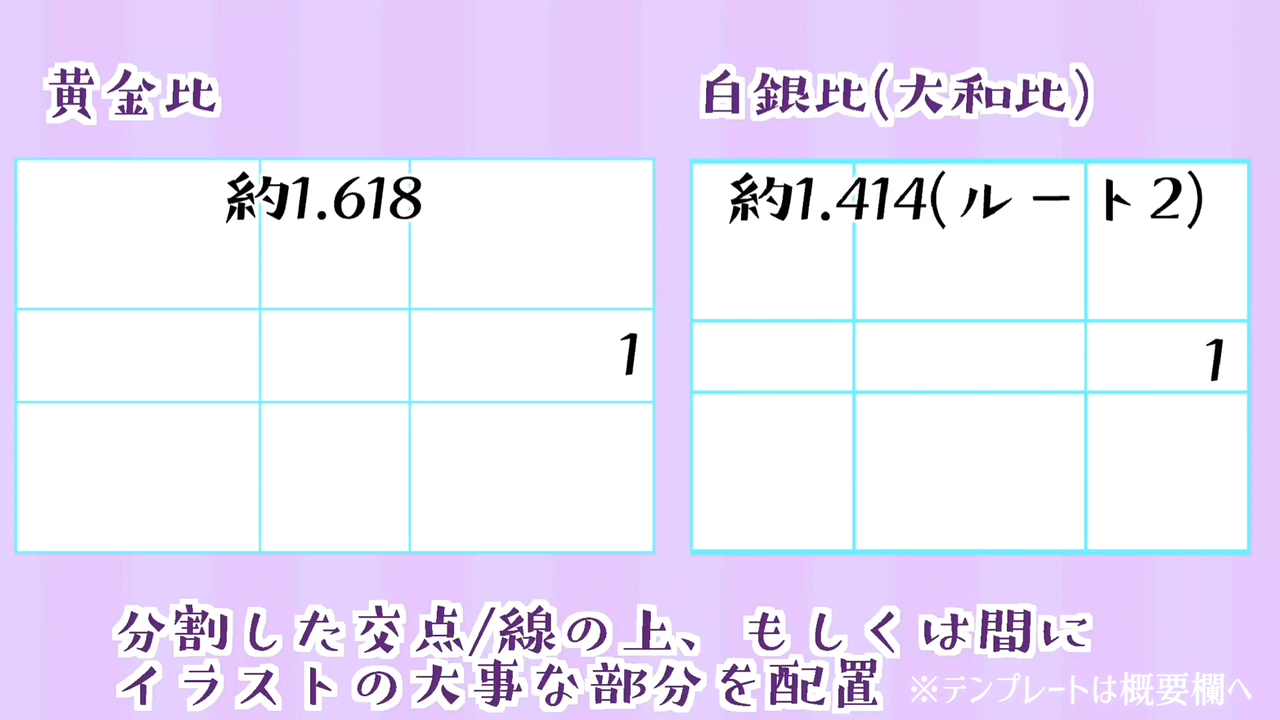 黄金比
白銀比(大和比)
約1.618
約1.414(ルート2)
1
1
分割した交点/線の上、もしくは間に
イラストの大事な部分を配置
※テンプレートは概要欄へ